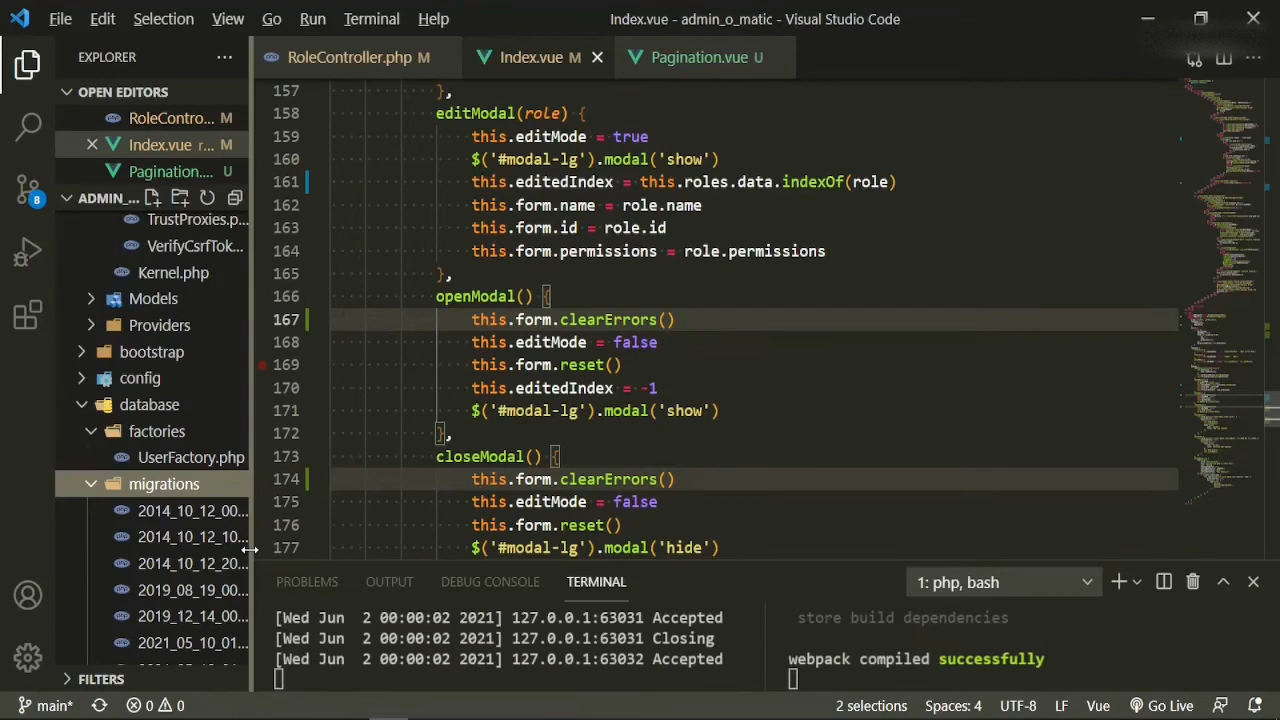 File Edit Selection View Go Run Terminal Help Index.vue - admin_o_matic - Visual Studio Code
EXPLORER
RoleController.php M Index.vue M Pagination.vue U
OPEN EDITORS
RoleContro... M
Index.vue r... M
Pagination.... U
ADMIN_...
TrustProxies.p...
VerifyCsrfTok...
Kernel.php
Models
Providers
bootstrap
config
database
factories
UserFactory.php
migrations
2014_10_12_00...
2014_10_12_10...
2014_10_12_20...
2019_08_19_00...
2019_12_14_00...
2021_05_10_01...
FILTERS
8
157 },
158 editModal(role) {
159 this.editMode = true
160 $('#modal-lg').modal('show')
161 this.editedIndex = this.roles.data.indexOf(role)
162 this.form.name = role.name
163 this.form.id = role.id
164 this.form.permissions = role.permissions
165 },
166 openModal() {
167 this.form.clearErrors()
168 this.editMode = false
169 this.form.reset()
170 this.editedIndex = -1
171 $('#modal-lg').modal('show')
172 },
173 closeModal() {
174 this.form.clearErrors()
175 this.editMode = false
176 this.form.reset()
177 $('#modal-lg').modal('hide')
PROBLEMS OUTPUT DEBUG CONSOLE TERMINAL 1: php, bash
[Wed Jun 2 00:00:02 2021] 127.0.0.1:63031 Accepted
[Wed Jun 2 00:00:02 2021] 127.0.0.1:63031 Closing
[Wed Jun 2 00:00:02 2021] 127.0.0.1:63032 Accepted
store build dependencies
webpack compiled successfully
main* 0 0 2 selections Spaces: 4 UTF-8 LF Vue Go Live